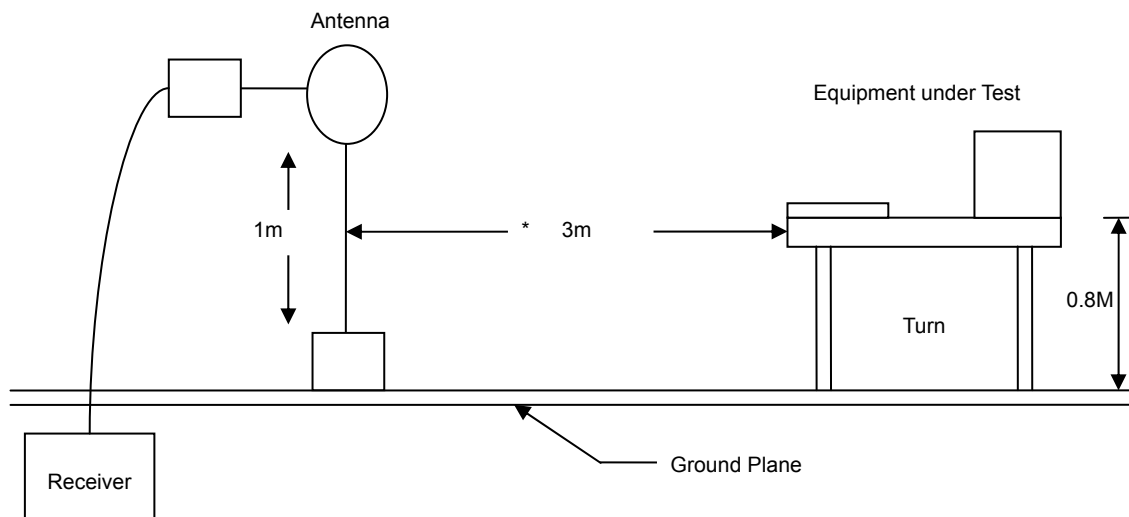 Antenna
Equipment under Test
1m
* 3m
0.8M
Turn
Ground Plane
Receiver